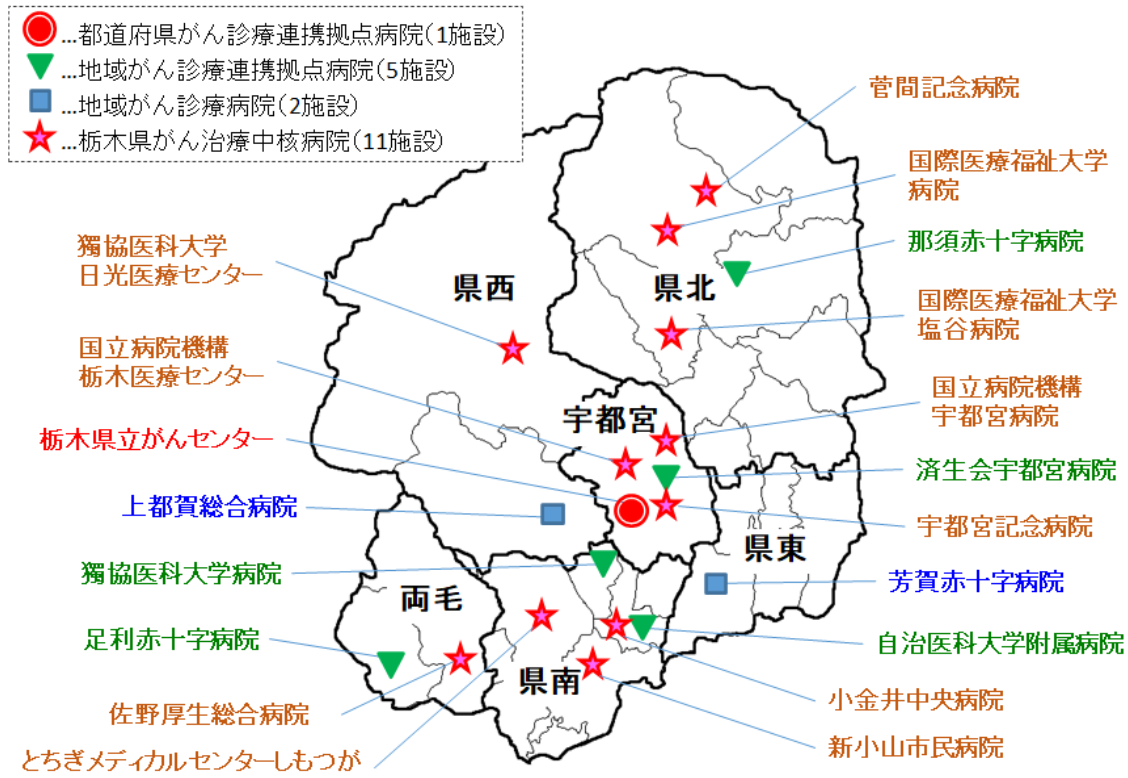 …都道府県がん診療連携拠点病院(1施設)
…地域がん診療連携拠点病院(5施設)
…地域がん診療病院(2施設)
…栃木県がん治療中核病院(11施設)
菅間記念病院
国際医療福祉大学
病院
那須赤十字病院
国際医療福祉大学
塩谷病院
国立病院機構
宇都宮病院
済生会宇都宮病院
宇都宮記念病院
芳賀赤十字病院
自治医科大学附属病院
小金井中央病院
新小山市民病院
獨協医科大学
日光医療センター
国立病院機構
栃木医療センター
栃木県立がんセンター
上都賀総合病院
獨協医科大学病院
足利赤十字病院
佐野厚生総合病院
とちぎメディカルセンターしもつが
県西
県北
宇都宮
県東
両毛
県南